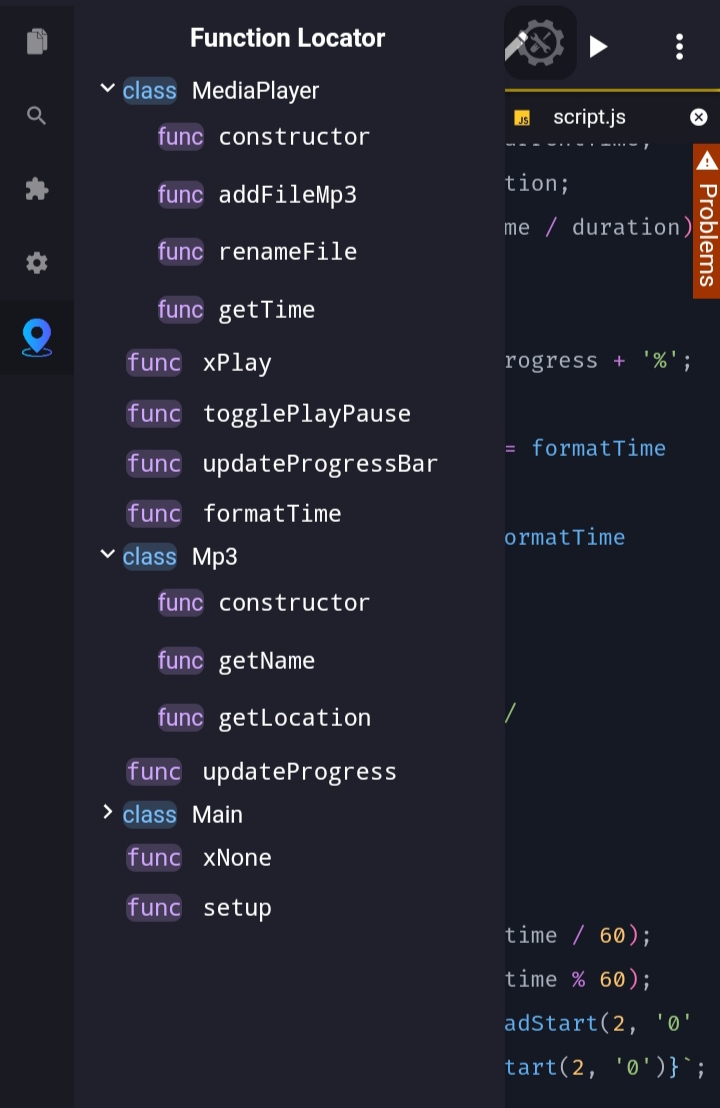 Function Locator
class MediaPlayer
func constructor
func addFileMp3
func renameFile
func getTime
func xPlay
func togglePlayPause
func updateProgressBar
func formatTime
class Mp3
func constructor
func getName
func getLocation
func updateProgress
class Main
func xNone
func setup
JS script.js
Problems
tion;
me / duration)
rogress + '%';
= formatTime
ormatTime
/
time / 60);
time % 60);
adStart(2, '0'
tart(2, '0')}`;